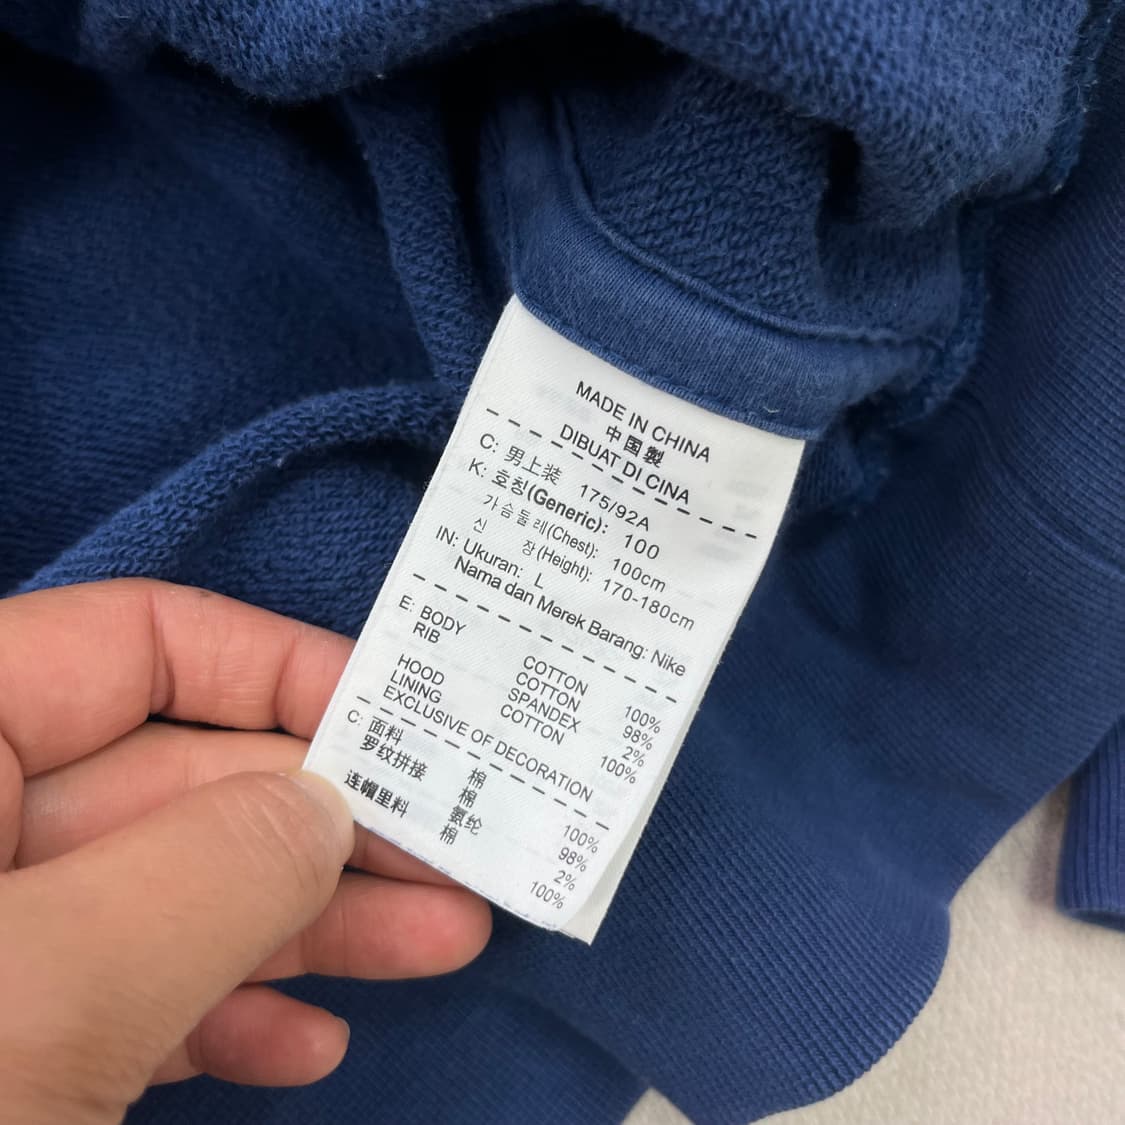 MADE IN CHINA
中国製
DIBUAT DI CINA
C: 男上装 175/92A
K: 호칭(Generic): 100
가슴둘레(Chest): 100cm
신 장(Height): 170-180cm
IN: Ukuran: L
Nama dan Merek Barang: Nike
E: BODY COTTON 100%
RIB COTTON 98%
SPANDEX 2%
HOOD LINING COTTON 100%
EXCLUSIVE OF DECORATION
C: 面料 棉 100%
罗纹拼接 棉 98%
氨纶 2%
连帽里料 棉 100%